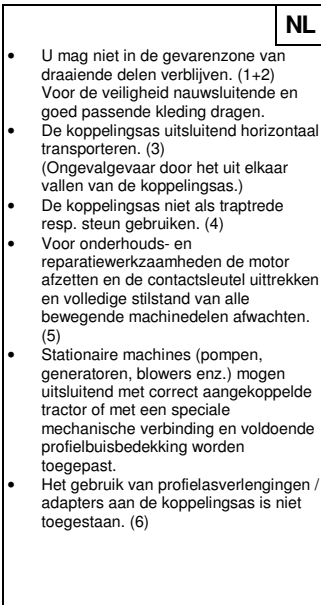 NL
• U mag niet in de gevarenzone van
draaiende delen verblijven. (1+2)
Voor de veiligheid nauwsluitende en
goed passende kleding dragen.
• De koppelingsas uitsluitend horizontaal
transporteren. (3)
(Ongevalgevaar door het uit elkaar
vallen van de koppelingsas.)
• De koppelingsas niet als traptrede
resp. steun gebruiken. (4)
• Voor onderhouds- en
reparatiewerkzaamheden de motor
afzetten en de contactsleutel uittrekken
en volledige stilstand van alle
bewegende machinedelen afwachten.
(5)
• Stationaire machines (pompen,
generatoren, blowers enz.) mogen
uitsluitend met correct aangekoppelde
tractor of met een speciale
mechanische verbinding en voldoende
profielbuisbedekking worden
toegepast.
• Het gebruik van profielasverlengingen /
adapters aan de koppelingsas is niet
toegestaan. (6)